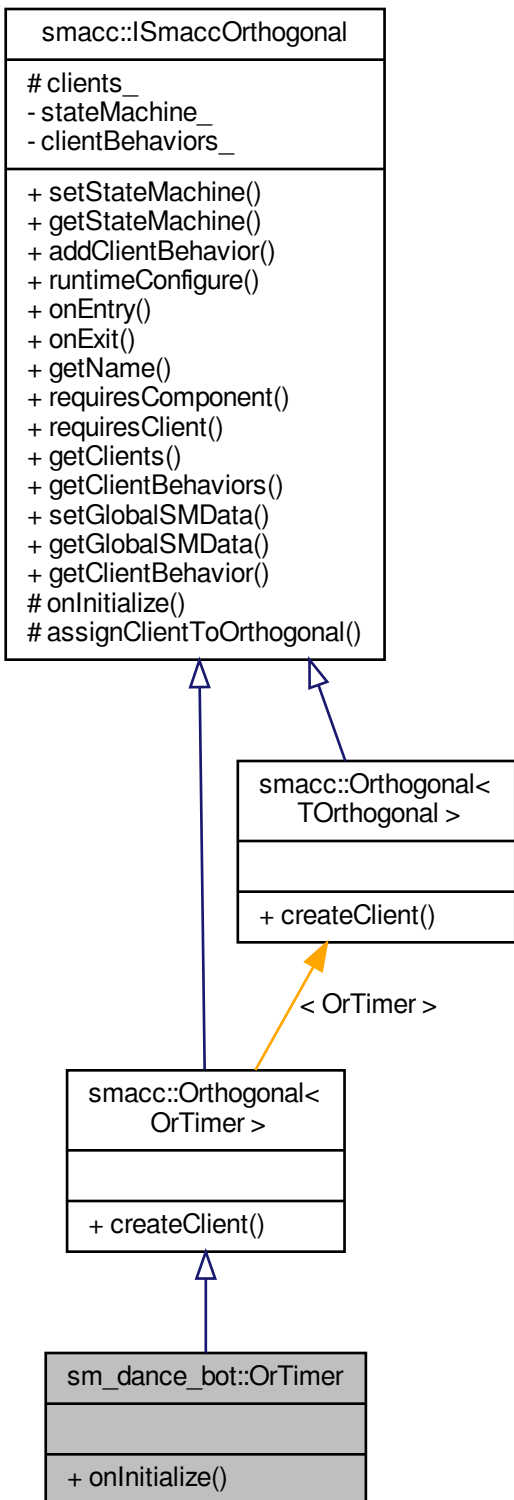 smacc::ISmaccOrthogonal
# clients_
- stateMachine_
- clientBehaviors_
+ setStateMachine()
+ getStateMachine()
+ addClientBehavior()
+ runtimeConfigure()
+ onEntry()
+ onExit()
+ getName()
+ requiresComponent()
+ requiresClient()
+ getClients()
+ getClientBehaviors()
+ setGlobalSMData()
+ getGlobalSMData()
+ getClientBehavior()
# onInitialize()
# assignClientToOrthogonal()
smacc::Orthogonal<
TOrthogonal >
+ createClient()
< OrTimer >
smacc::Orthogonal<
OrTimer >
+ createClient()
sm_dance_bot::OrTimer
+ onInitialize()